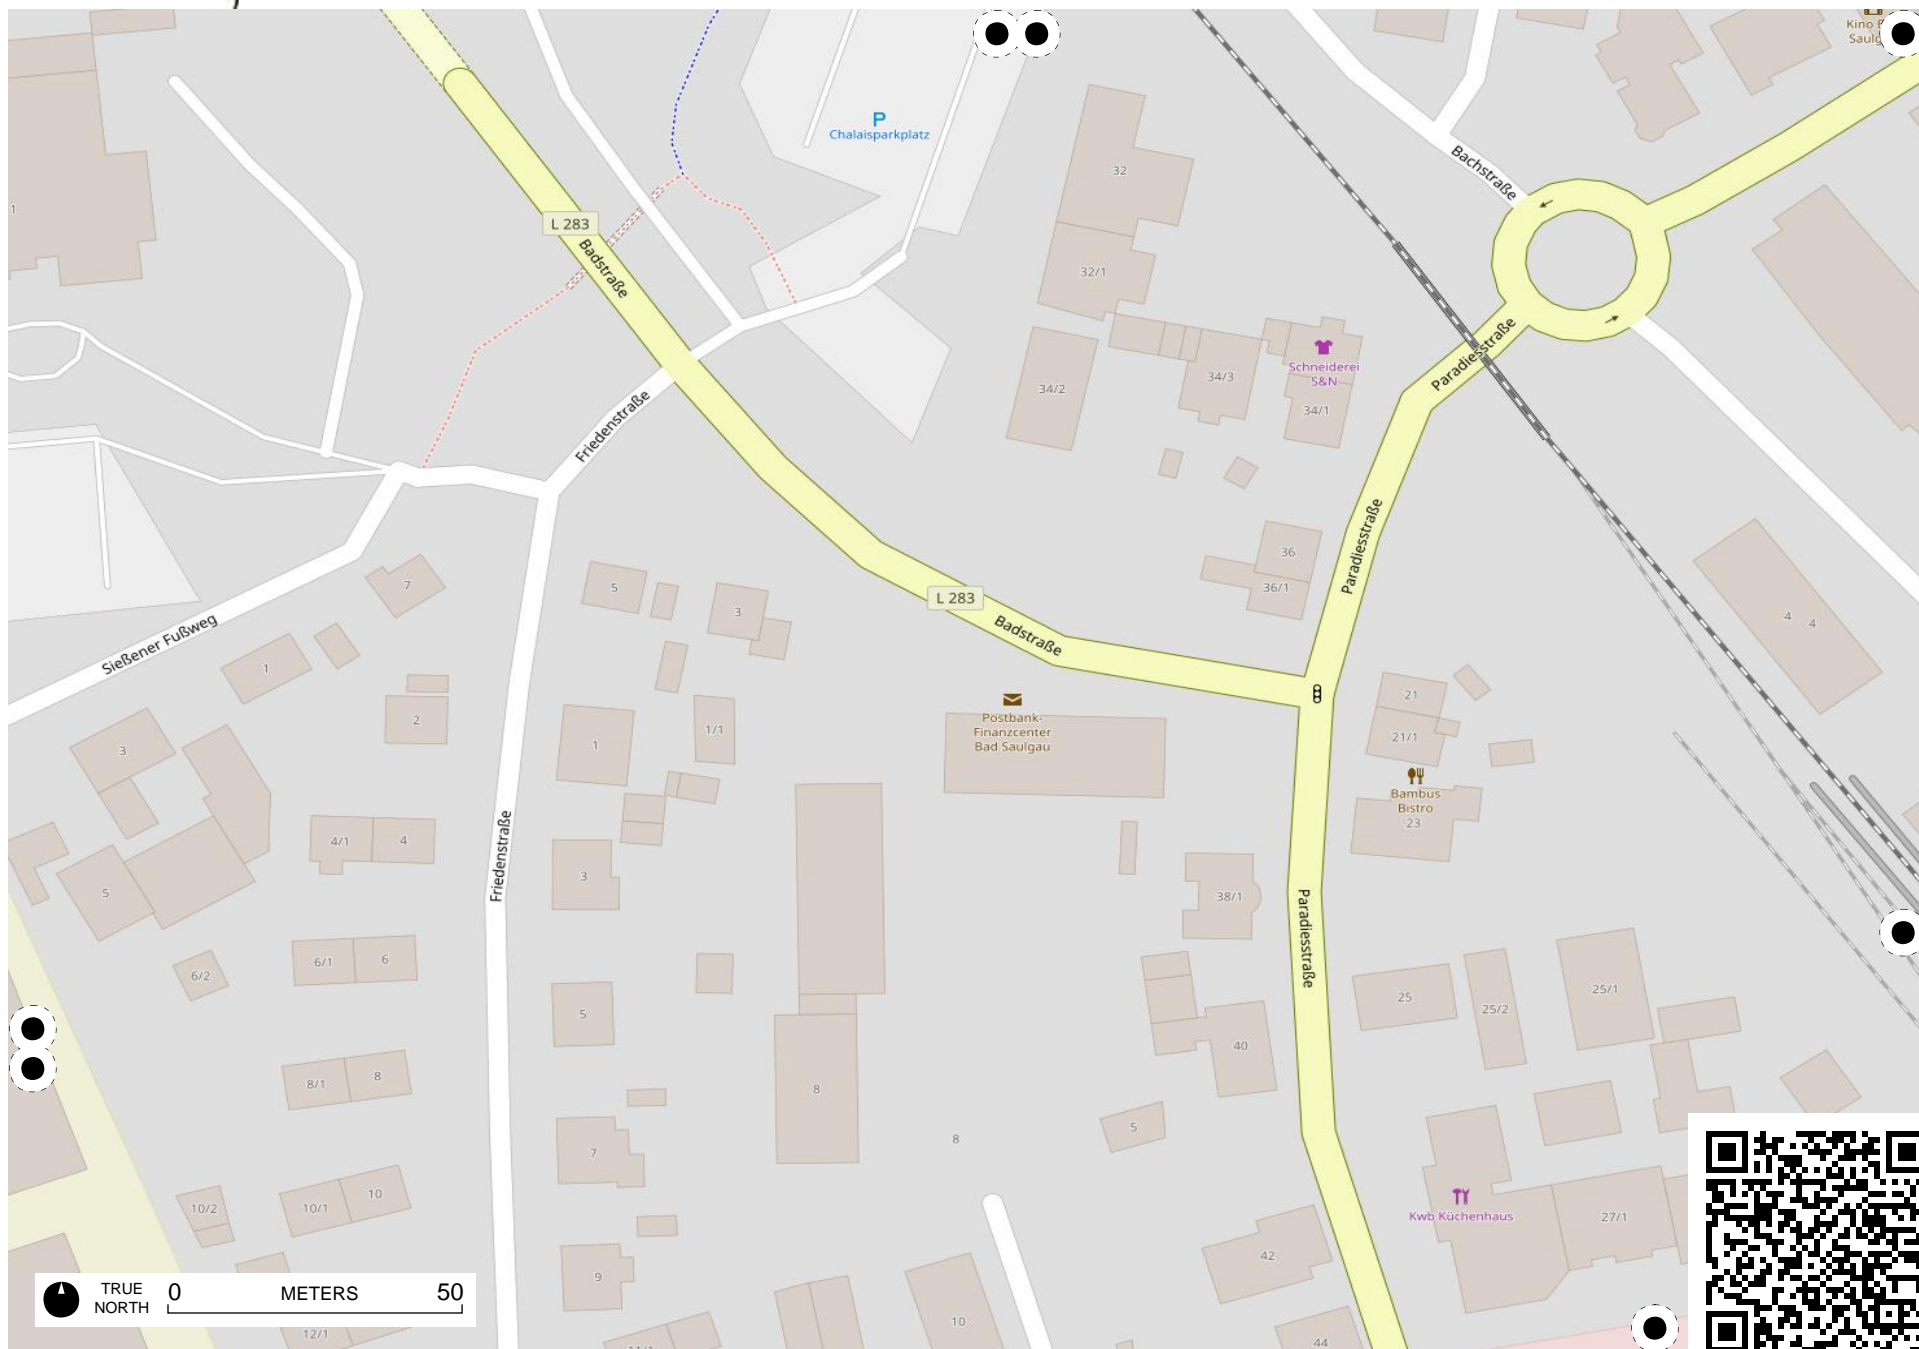 Kino
Saulg
P
Chalaisparkplatz
Bachstraße
32
1
L 283
Badstraße
32/1
Paradiesstraße
Schneiderei
S&N
34/3
34/2
34/1
Paradiesstraße
Friedenstraße
Paradiesstraße
36
36/1
7
5
3
L 283
Badstraße
4 4
Sießener Fußweg
1
21
2
1
1/1
Postbank-
Finanzcenter
Bad Saulgau
21/1
3
Bambus
Bistro
23
4/1
4
Friedenstraße
3
5
38/1
Paradiesstraße
6/2
6/1
6
25
25/2
25/1
5
40
8/1
8
8
5
8
7
10/2
10/1
10
Kwb Küchenhaus
27/1
42
9
TRUE
NORTH
0 METERS 50
12/1
10
44